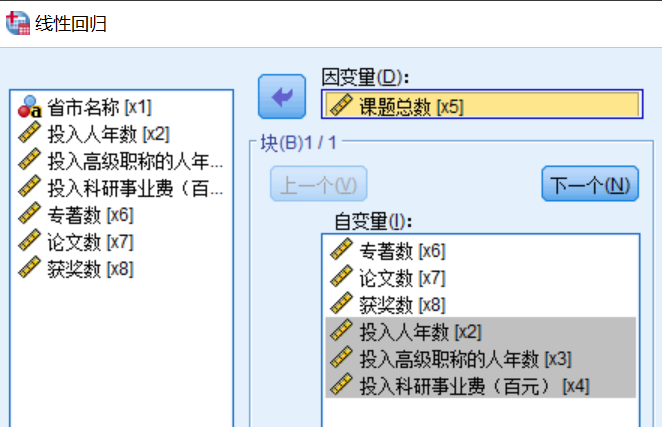 线性回归
因变量(D):
省市名称 [x1]
投入人年数 [x2]
投入高级职称的人年...
投入科研事业费（百...
专著数 [x6]
论文数 [x7]
获奖数 [x8]
课题总数 [x5]
块(B)1 / 1
上一个(V)
下一个(N)
自变量(I):
专著数 [x6]
论文数 [x7]
获奖数 [x8]
投入人年数 [x2]
投入高级职称的人年数 [x3]
投入科研事业费（百元） [x4]